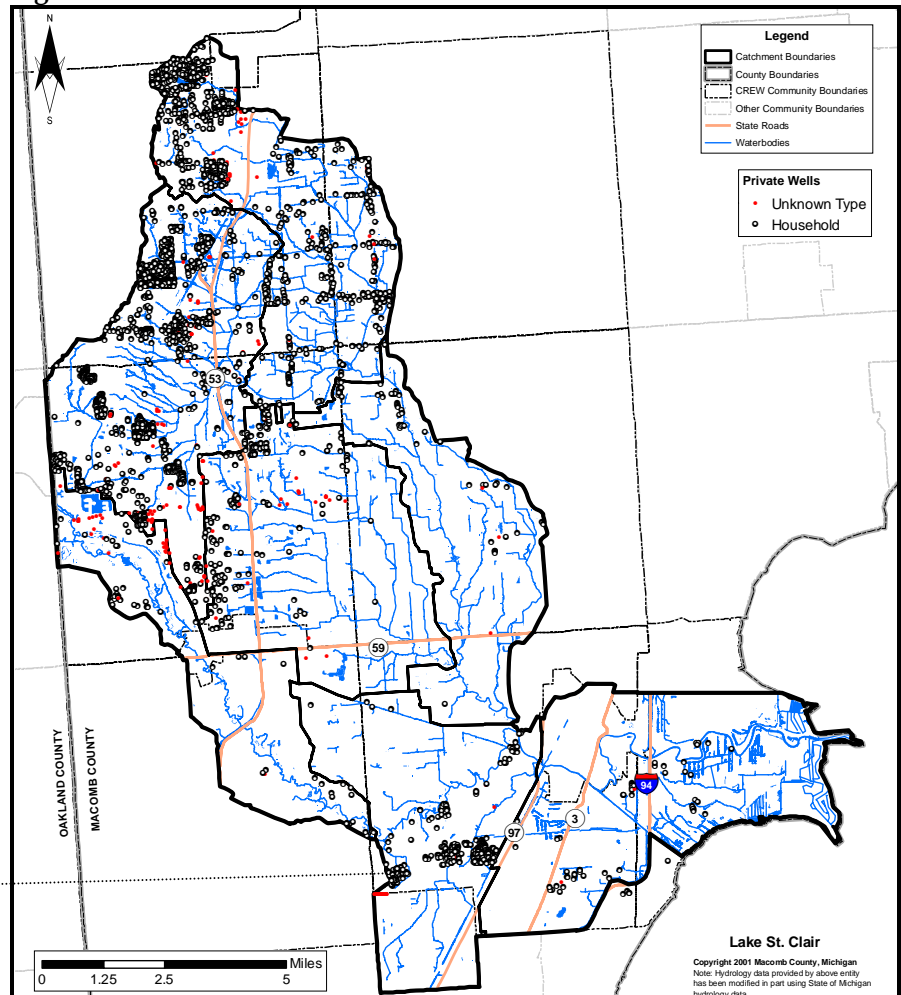 N
S
Legend
Catchment Boundaries
County Boundaries
CREW Community Boundaries
Other Community Boundaries
State Roads
Waterbodies
Private Wells
Unknown Type
Household
53
59
OAKLAND COUNTY
MACOMB COUNTY
94
3
97
Miles
0 1.25 2.5 5
Lake St. Clair
Copyright 2001 Macomb County, Michigan
Note: Hydrology data provided by above entity
has been modified in part using State of Michigan
hydrology data